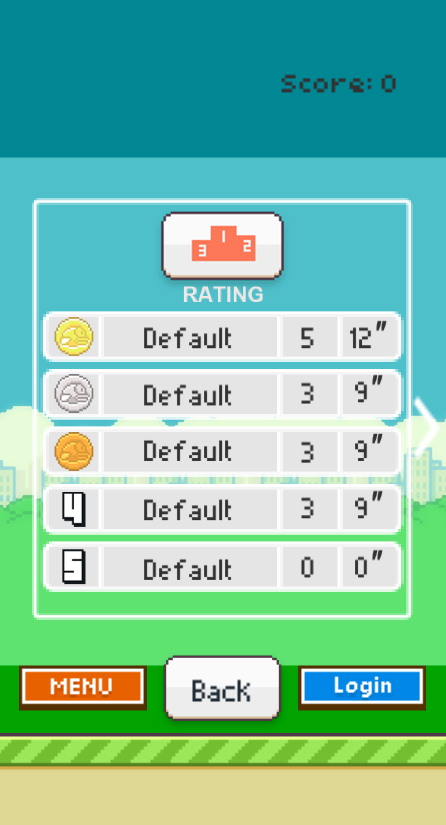 Score: 0
3 1 2
RATING
Default 5 12"
Default 3 9"
Default 3 9"
4 Default 3 9"
5 Default 0 0"
MENU Back Login